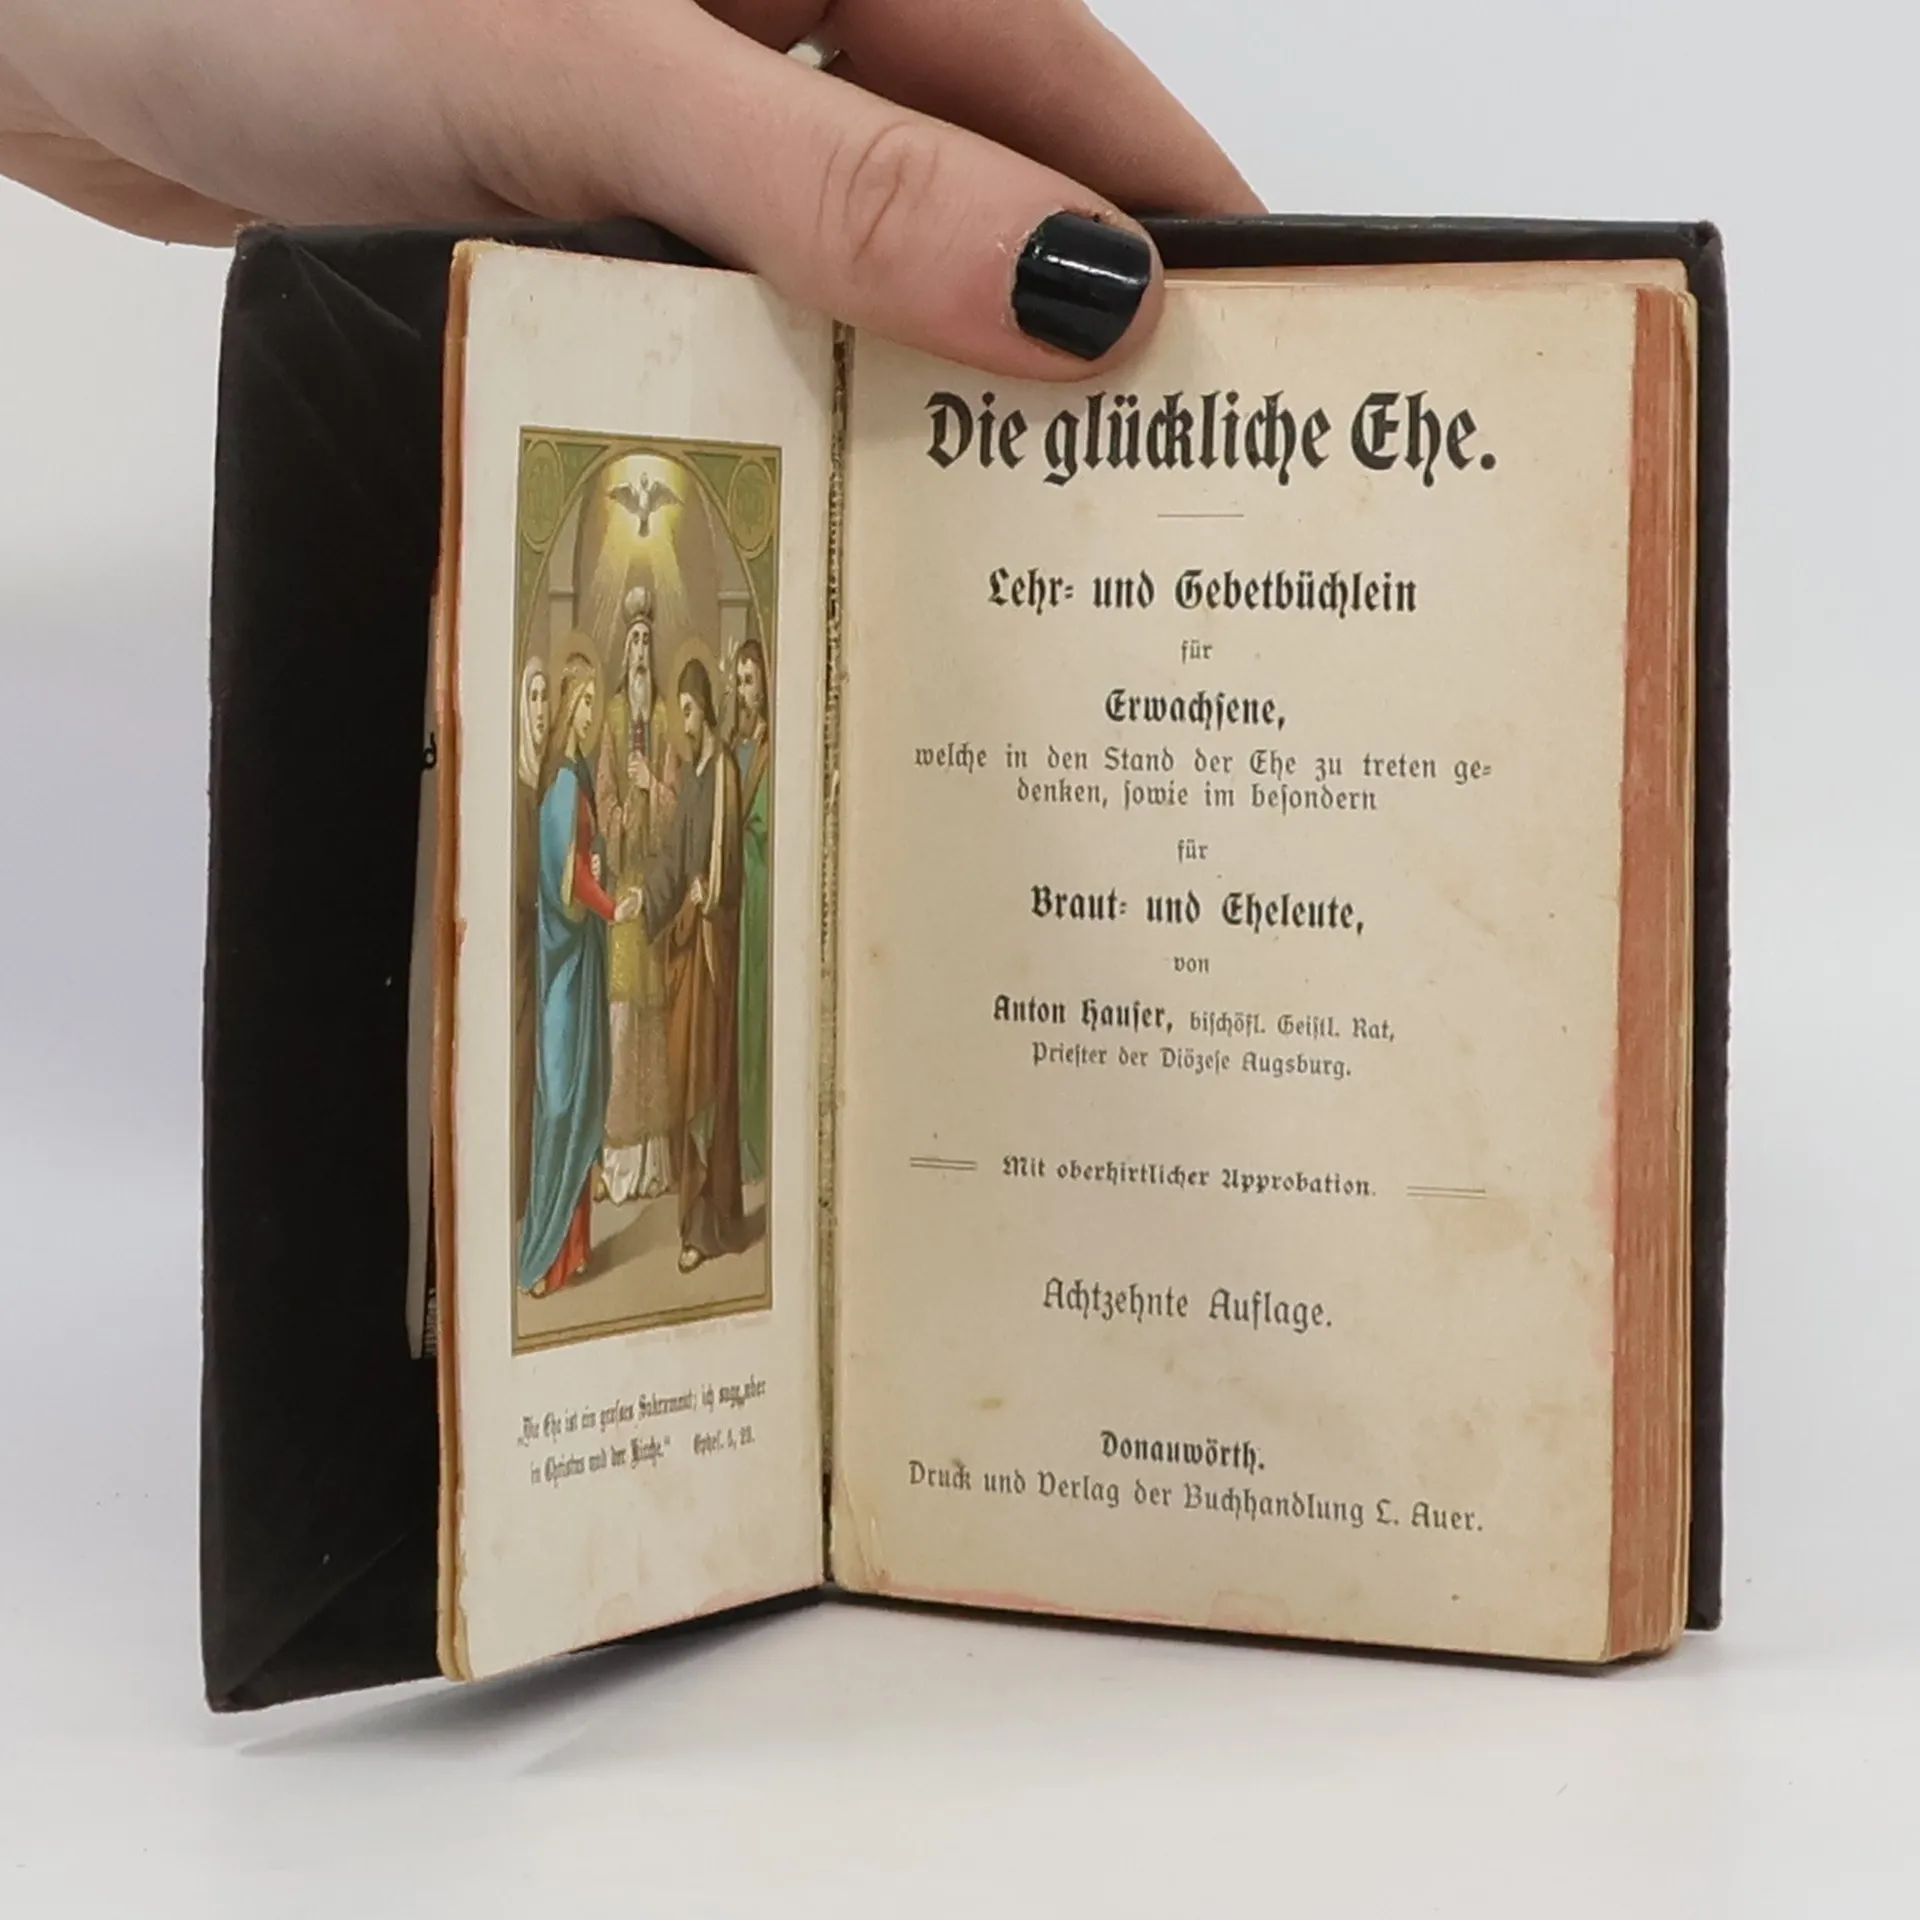 „Die Ehe ist ein großes Sakrament; ich sage aber
in Christus und der Kirche.“ Ephes. 5,
Die glückliche Ehe.
Lehr- und Gebetbüchlein
für
Erwachsene,
welche in den Stand der Ehe zu treten ge-
denken, sowie im besondern
für
Braut- und Eheleute,
von
Anton Hauser, bischöfl. Geistl. Rat,
Priester der Diözese Augsburg.
Mit oberhirtlicher Approbation.
Achtzehnte Auflage.
Donauwörth.
Druck und Verlag der Buchhandlung L. Auer.